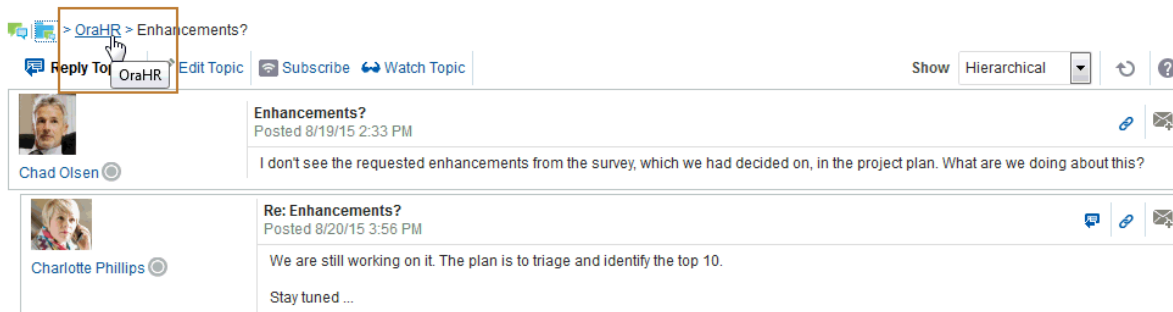 > OraHR > Enhancements?
Reply To Edit Topic Subscribe Watch Topic Show Hierarchical
OraHR
Enhancements?
Posted 8/19/15 2:33 PM
I don't see the requested enhancements from the survey, which we had decided on, in the project plan. What are we doing about this?
Chad Olsen
Re: Enhancements?
Posted 8/20/15 3:56 PM
We are still working on it. The plan is to triage and identify the top 10.
Charlotte Phillips
Stay tuned ...